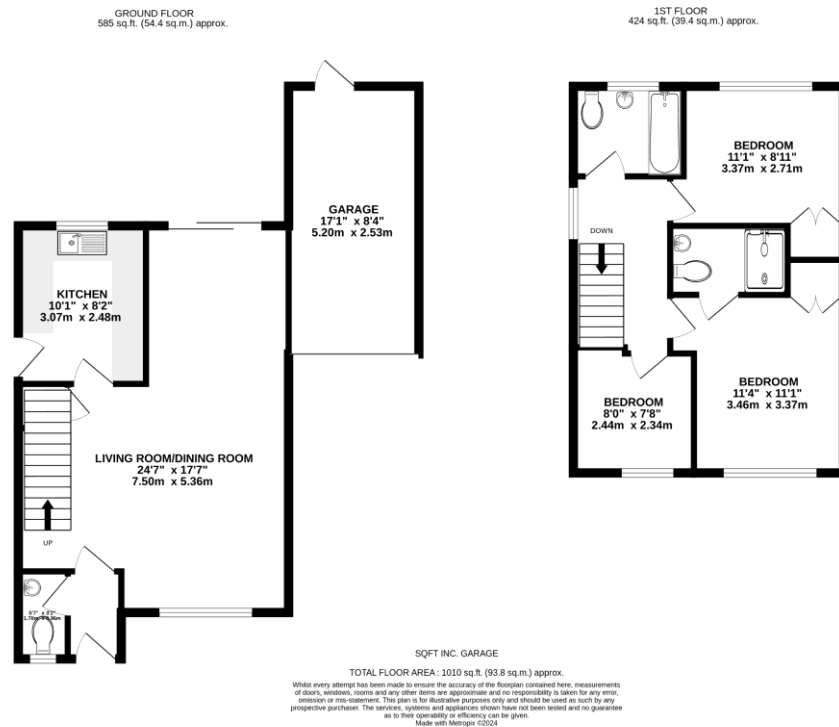 GROUND FLOOR
585 sq.ft. (54.4 sq.m.) approx.
1ST FLOOR
424 sq.ft. (39.4 sq.m.) approx.
GARAGE
17'1" x 8'4"
5.20m x 2.53m
KITCHEN
10'1" x 8'2"
3.07m x 2.48m
LIVING ROOM/DINING ROOM
24'7" x 17'7"
7.50m x 5.36m
UP
BEDROOM
11'1" x 8'11"
3.37m x 2.71m
DOWN
BEDROOM
8'0" x 7'8"
2.44m x 2.34m
BEDROOM
11'4" x 11'1"
3.46m x 3.37m
SQFT INC. GARAGE
TOTAL FLOOR AREA : 1010 sq.ft. (93.8 sq.m.) approx.
Whilst every attempt has been made to ensure the accuracy of the floorplan contained here, measurements
of doors, windows, rooms and any other items are approximate and no responsibility is taken for any error,
omission or mis-statement. This plan is for illustrative purposes only and should be used as such by any
prospective purchaser. The services, systems and appliances shown have not been tested and no guarantee
as to their operability or efficiency can be given.
Made with Metropix ©2024